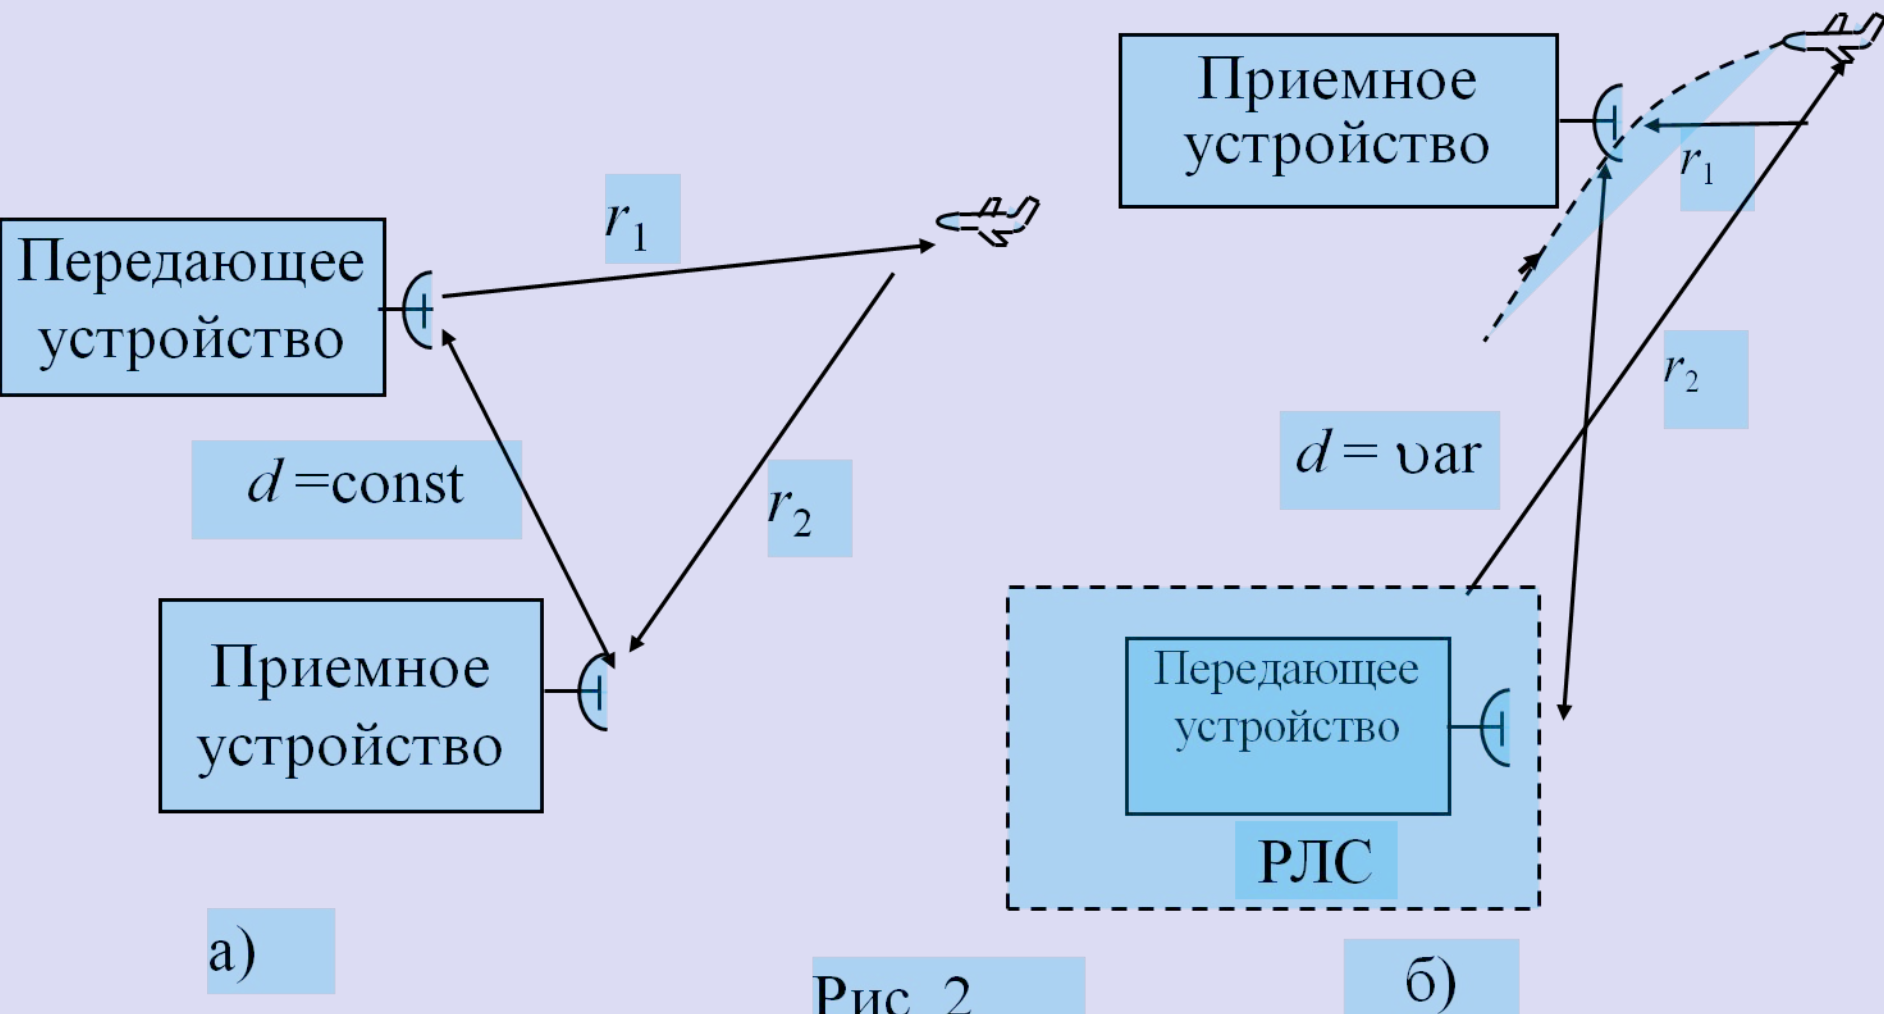 Передающее
устройство
r1
d =const
r2
Приемное
устройство
а)
Приемное
устройство
r1
r2
d = υar
Передающее
устройство
РЛС
б)
Рис 2